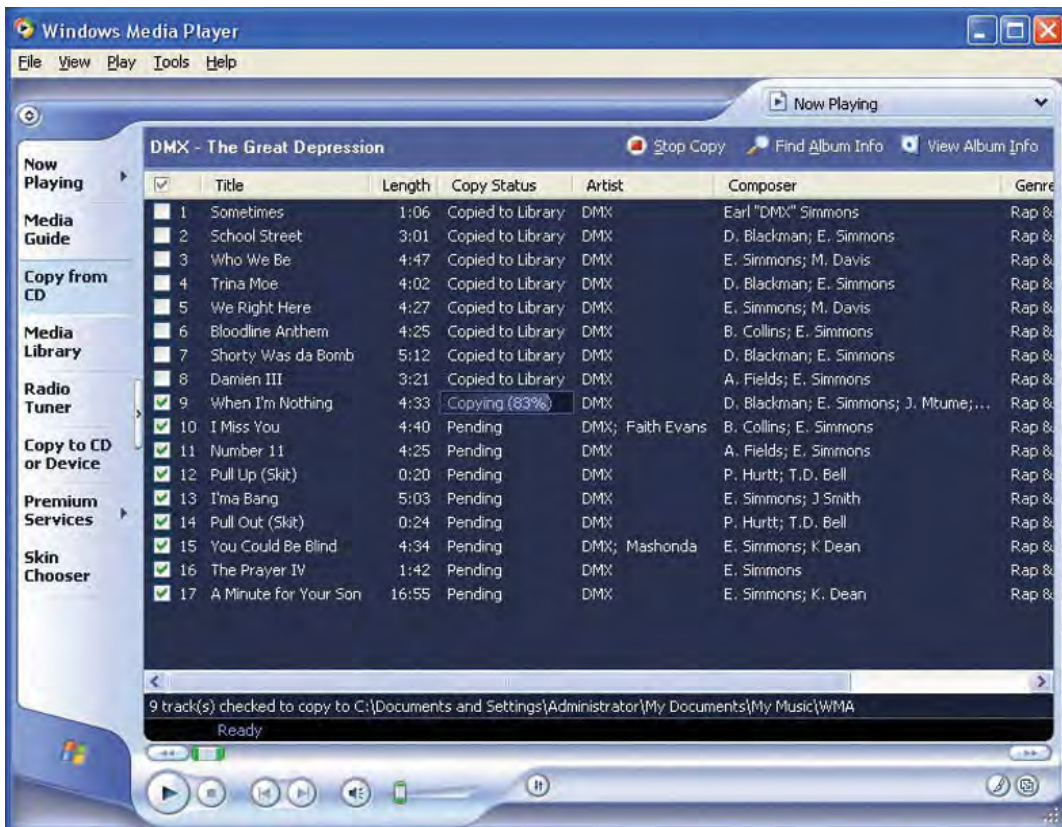 Windows Media Player
File View Play Tools Help
Now Playing
DMX - The Great Depression Stop Copy Find Album Info View Album Info
Now Playing
Media Guide
Copy from CD
Media Library
Radio Tuner
Copy to CD or Device
Premium Services
Skin Chooser
Title Length Copy Status Artist Composer Genre
1 Sometimes 1:06 Copied to Library DMX Earl "DMX" Simmons Rap &
2 School Street 3:01 Copied to Library DMX D. Blackman; E. Simmons Rap &
3 Who We Be 4:47 Copied to Library DMX E. Simmons; M. Davis Rap &
4 Trina Moe 4:02 Copied to Library DMX D. Blackman; E. Simmons Rap &
5 We Right Here 4:27 Copied to Library DMX E. Simmons; M. Davis Rap &
6 Bloodline Anthem 4:25 Copied to Library DMX B. Collins; E. Simmons Rap &
7 Shorty Was da Bomb 5:12 Copied to Library DMX D. Blackman; E. Simmons Rap &
8 Damien III 3:21 Copied to Library DMX A. Fields; E. Simmons Rap &
9 When I'm Nothing 4:33 Copying (83%) DMX D. Blackman; E. Simmons; J. Mtume;... Rap &
10 I Miss You 4:40 Pending DMX; Faith Evans B. Collins; E. Simmons Rap &
11 Number 11 4:25 Pending DMX A. Fields; E. Simmons Rap &
12 Pull Up (Skit) 0:20 Pending DMX P. Hurtt; T.D. Bell Rap &
13 I'ma Bang 5:03 Pending DMX E. Simmons; J Smith Rap &
14 Pull Out (Skit) 0:24 Pending DMX P. Hurtt; T.D. Bell Rap &
15 You Could Be Blind 4:34 Pending DMX; Mashonda E. Simmons; K Dean Rap &
16 The Prayer IV 1:42 Pending DMX E. Simmons Rap &
17 A Minute for Your Son 16:55 Pending DMX E. Simmons; K. Dean Rap &
9 track(s) checked to copy to C:\Documents and Settings\Administrator\My Documents\My Music\WMA
Ready